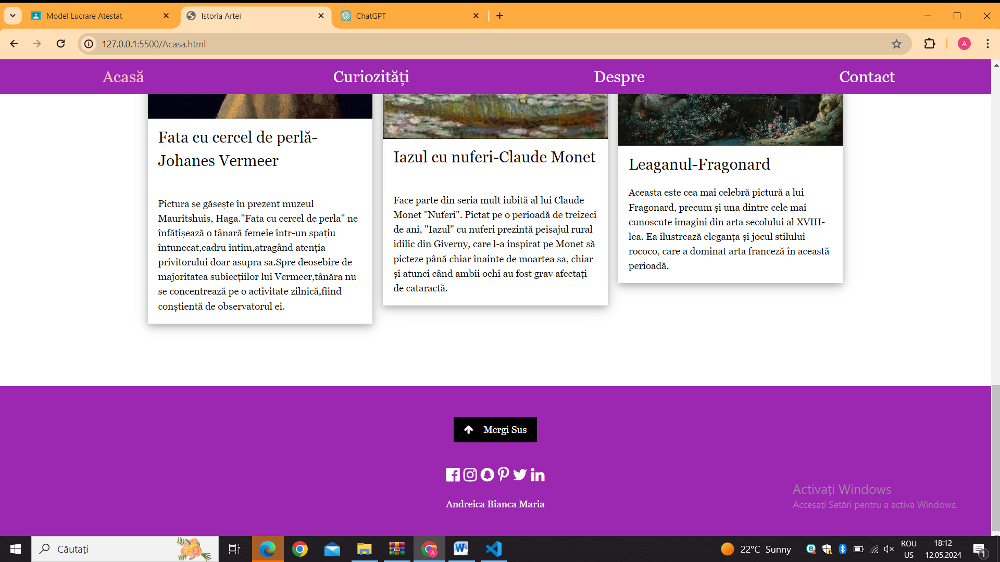 Model Lucrare Atestat
Istoria Artei
ChatGPT
127.0.0.1:5500/Acasa.html
A
Acasă
Curiozități
Despre
Contact
Fata cu cercel de perlă-
Johanes Vermeer
Pictura se găsește în prezent muzeul
Mauritshuis, Haga."Fata cu cercel de perla" ne
înfățișează o tânară femeie într-un spațiu
întunecat,cadru intim,atragând atenția
privitorului doar asupra sa.Spre deosebire de
majoritatea subiecțiilor lui Vermeer,tânăra nu
se concentrează pe o activitate zilnică,fiind
conștientă de observatorul ei.
Iazul cu nuferi-Claude Monet
Face parte din seria mult iubită al lui Claude
Monet "Nuferi". Pictat pe o perioadă de treizeci
de ani, "Iazul" cu nuferi prezintă peisajul rural
idilic din Giverny, care l-a inspirat pe Monet să
picteze până chiar înainte de moartea sa, chiar
și atunci când ambii ochi au fost grav afectați
de cataractă.
Leaganul-Fragonard
Aceasta este cea mai celebră pictură a lui
Fragonard, precum și una dintre cele mai
cunoscute imagini din arta secolului al XVIII-
lea. Ea ilustrează eleganța și jocul stilului
rococo, care a dominat arta franceză în această
perioadă.
Mergi Sus
Andreica Bianca Maria
Activați Windows
Accesați Setări pentru a activa Windows.
Căutați
22°C Sunny
ROU
US
18:12
12.05.2024
1